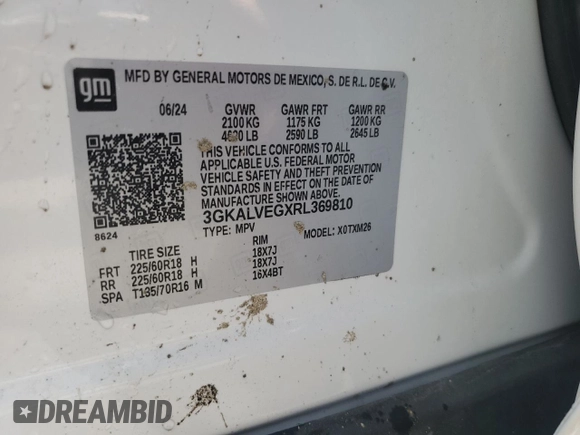 gm
MFD BY GENERAL MOTORS DE MEXICO, S. DE R.L. DE C.V.
06/24 GVWR GAWR FRT GAWR RR
2100 KG 1175 KG 1200 KG
4630 LB 2590 LB 2645 LB
THIS VEHICLE CONFORMS TO ALL
APPLICABLE U.S. FEDERAL MOTOR
VEHICLE SAFETY AND THEFT PREVENTION
STANDARDS IN EFFECT ON THE DATE OF
MANUFACTURE SHOWN ABOVE.
3GKALVEGXRL369810
8624 TYPE: MPV MODEL: X0TXM26
TIRE SIZE RIM
FRT 225/60R18 H 18X7J
RR 225/60R18 H 18X7J
SPA T135/70R16 M 16X4BT
DREAMBID